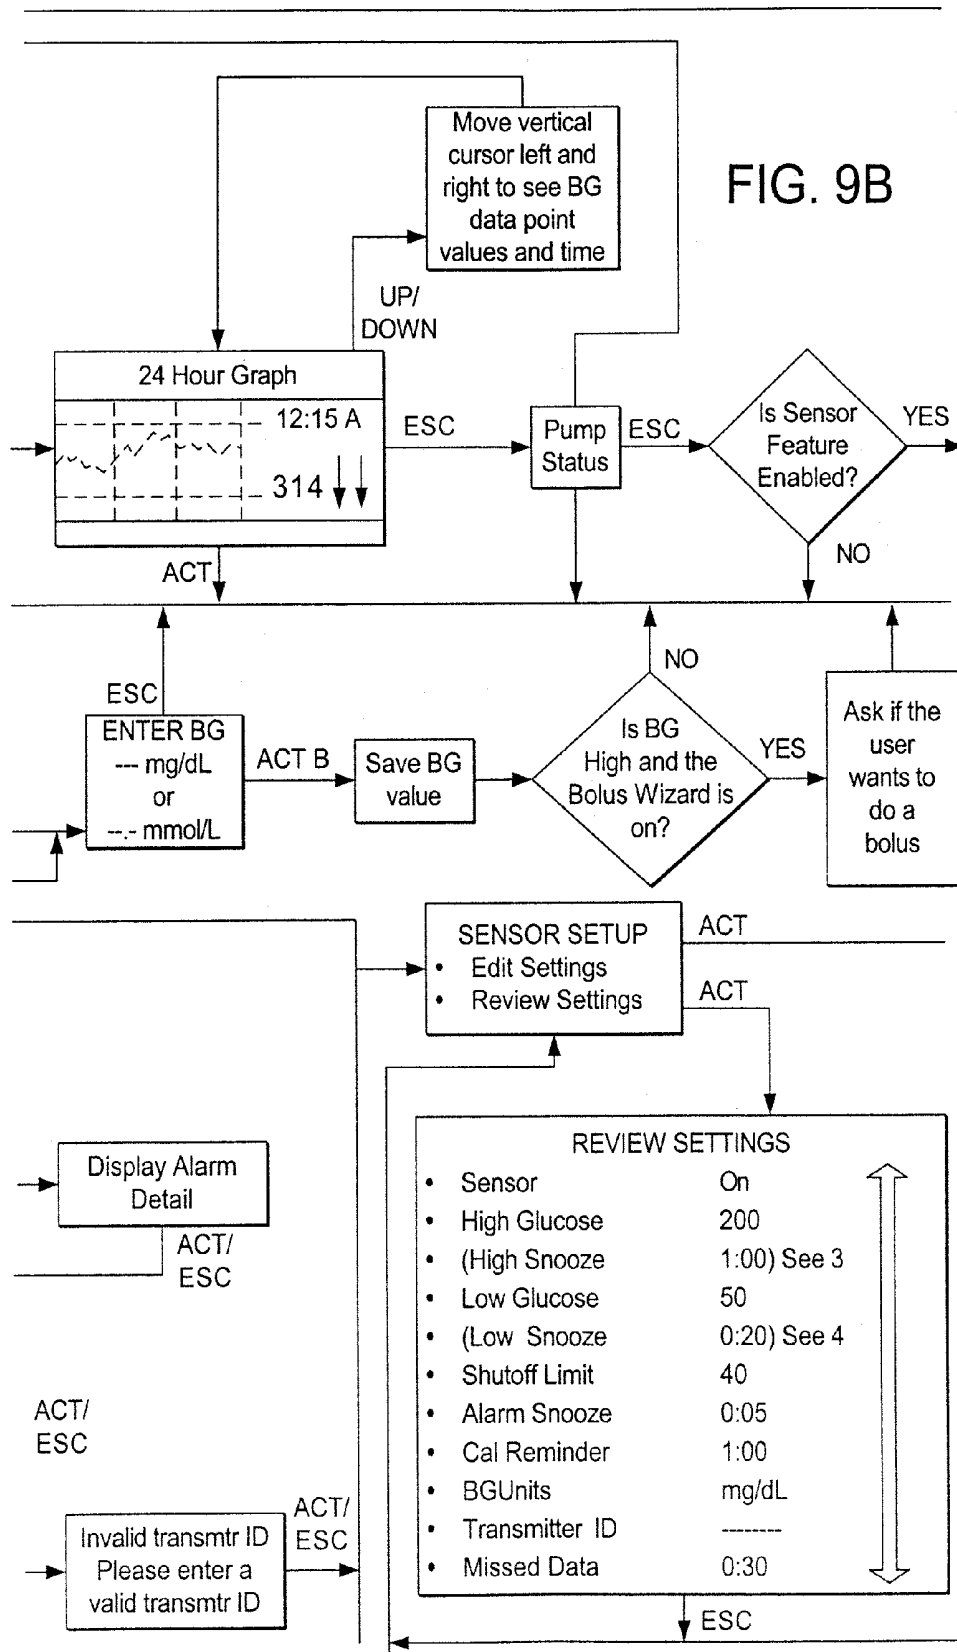 FIG. 9B
Move vertical
cursor left and
right to see BG
data point
values and time
UP/
DOWN
24 Hour Graph
12:15 A
314
ESC
Pump
Status
ESC
Is Sensor
Feature
Enabled?
YES
NO
ACT
ESC
ENTER BG
--- mg/dL
or
--.- mmol/L
ACT B
Save BG
value
Is BG
High and the
Bolus Wizard is
on?
NO
YES
Ask if the
user
wants to
do a
bolus
SENSOR SETUP
• Edit Settings
• Review Settings
ACT
ACT
Display Alarm
Detail
ACT/
ESC
REVIEW SETTINGS
• Sensor On
• High Glucose 200
• (High Snooze 1:00) See 3
• Low Glucose 50
• (Low Snooze 0:20) See 4
• Shutoff Limit 40
• Alarm Snooze 0:05
• Cal Reminder 1:00
• BGUnits mg/dL
• Transmitter ID -------
• Missed Data 0:30
ESC
ACT/
ESC
Invalid transmtr ID
Please enter a
valid transmtr ID
ACT/
ESC